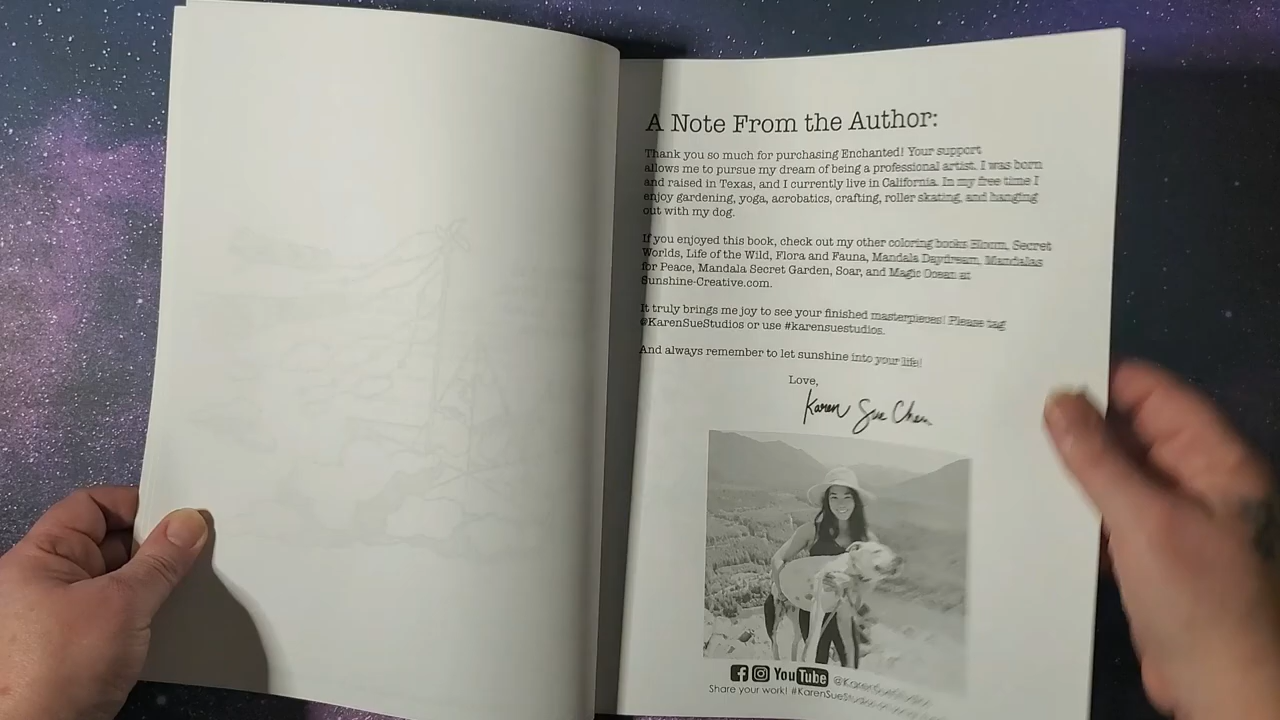 A Note From the Author:
Thank you so much for purchasing Enchanted! Your support
allows me to pursue my dream of being a professional artist. I was born
and raised in Texas, and I currently live in California. In my free time I
enjoy gardening, yoga, acrobatics, crafting, roller skating, and hanging
out with my dog.
If you enjoyed this book, check out my other coloring books Bloom, Secret
Worlds, Life of the Wild, Flora and Fauna, Mandala Daydream, Mandalas
for Peace, Mandala Secret Garden, Soar, and Magic Ocean at
Sunshine-Creative.com.
It truly brings me joy to see your finished masterpieces! Please tag
@KarenSueStudios or use #karensuestudios.
And always remember to let sunshine into your life!
Love,
Karen Sue Chen
YouTube @KarenSueStudios
Share your work! #KarenSueStudios